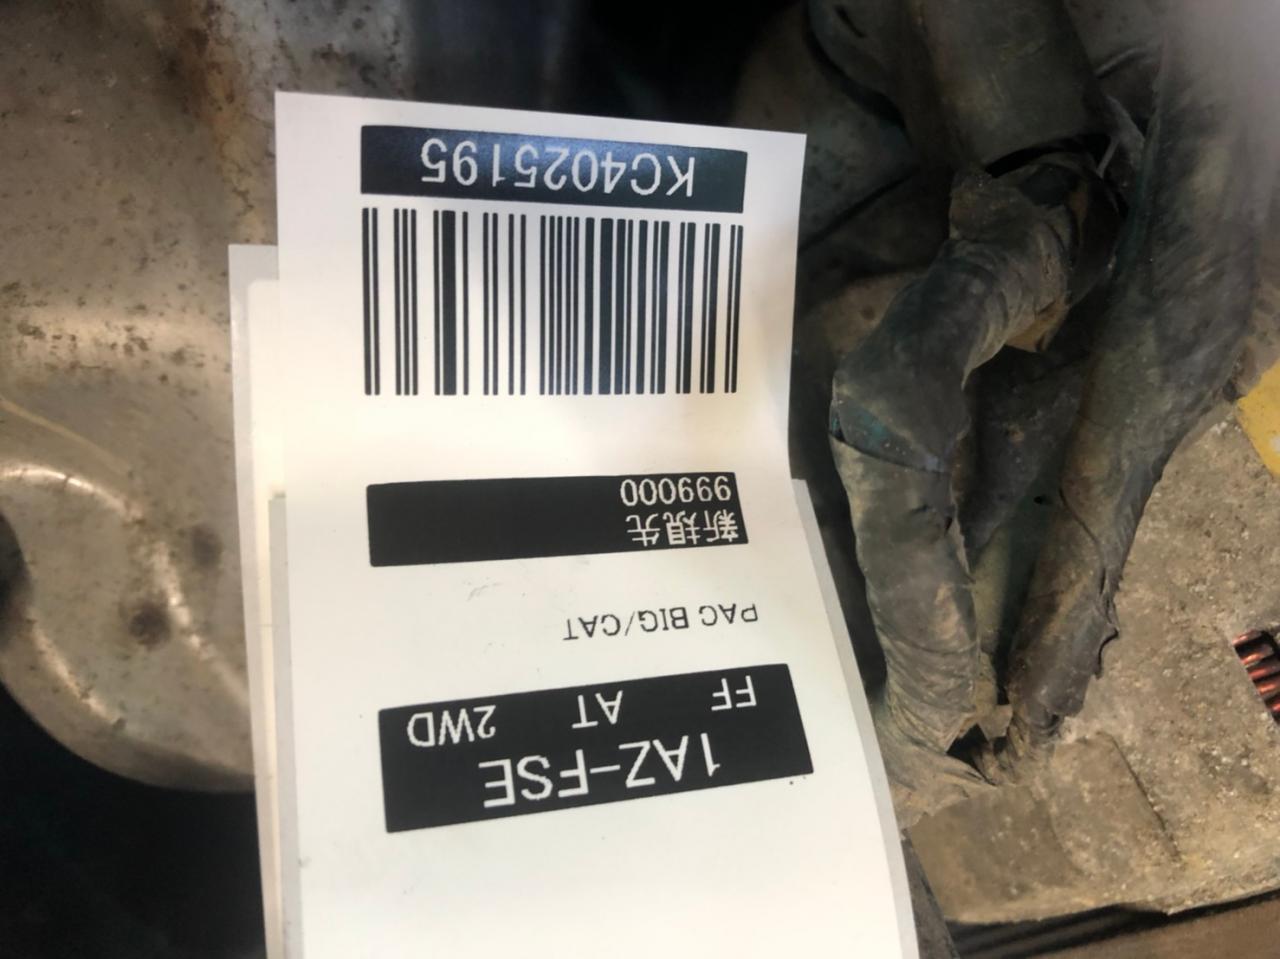 1AZ-FSE
FF AT 2WD
PAC BIG/CAT
新規先
999000
KC4025195